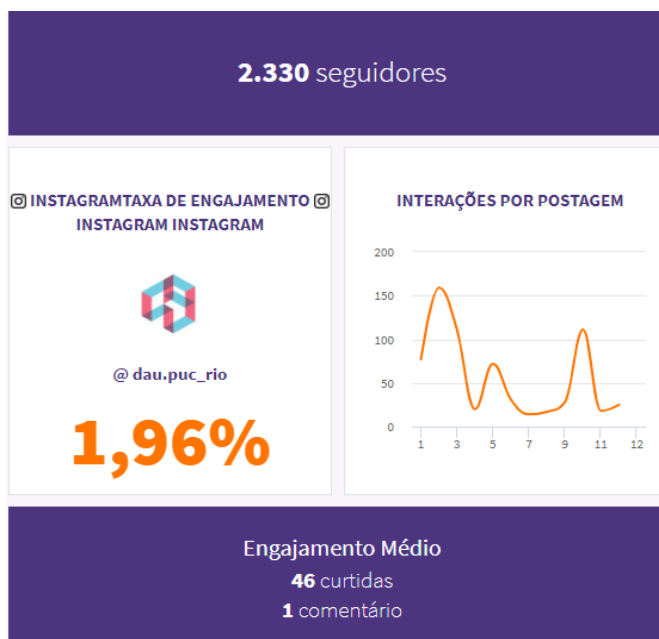 2.330 seguidores
INSTAGRAMTAXA DE ENGAJAMENTO
INSTAGRAM INSTAGRAM
@ dau.puc_rio
1,96%
INTERAÇÕES POR POSTAGEM
200
150
100
50
0
1 3 5 7 9 11 12
Engajamento Médio
46 curtidas
1 comentário